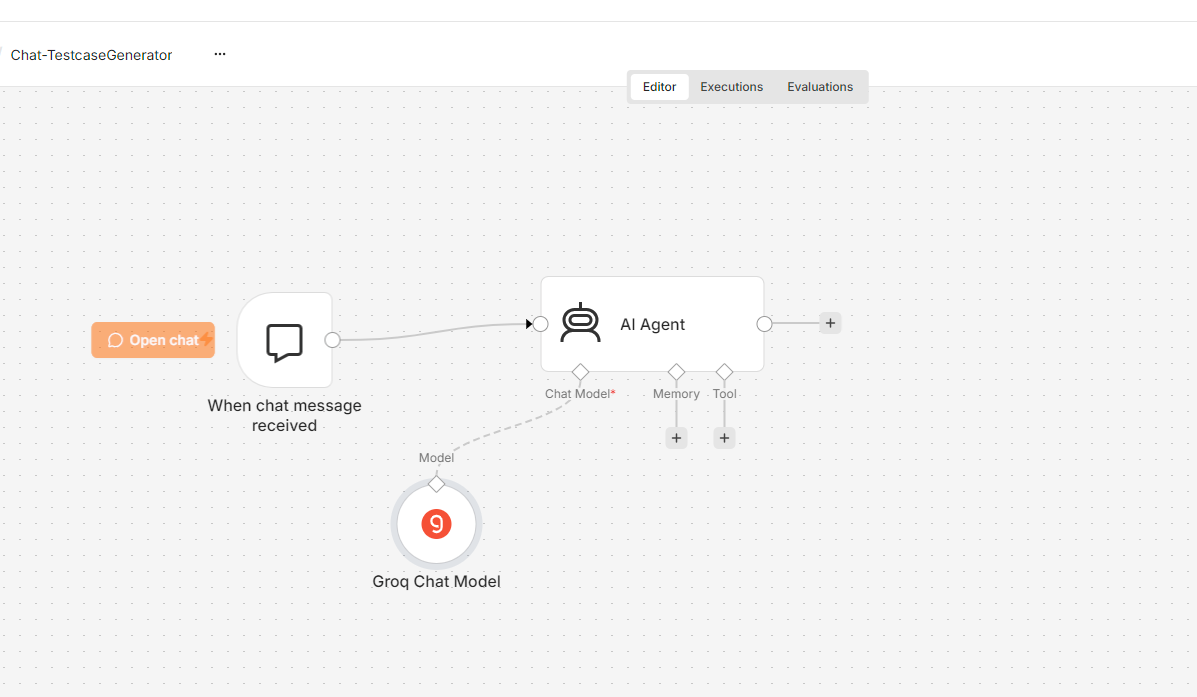 Chat-TestcaseGenerator
...
Editor
Executions
Evaluations
Open chat
When chat message
received
AI Agent
Chat Model*
Memory
Tool
+
+
+
Model
g
Groq Chat Model